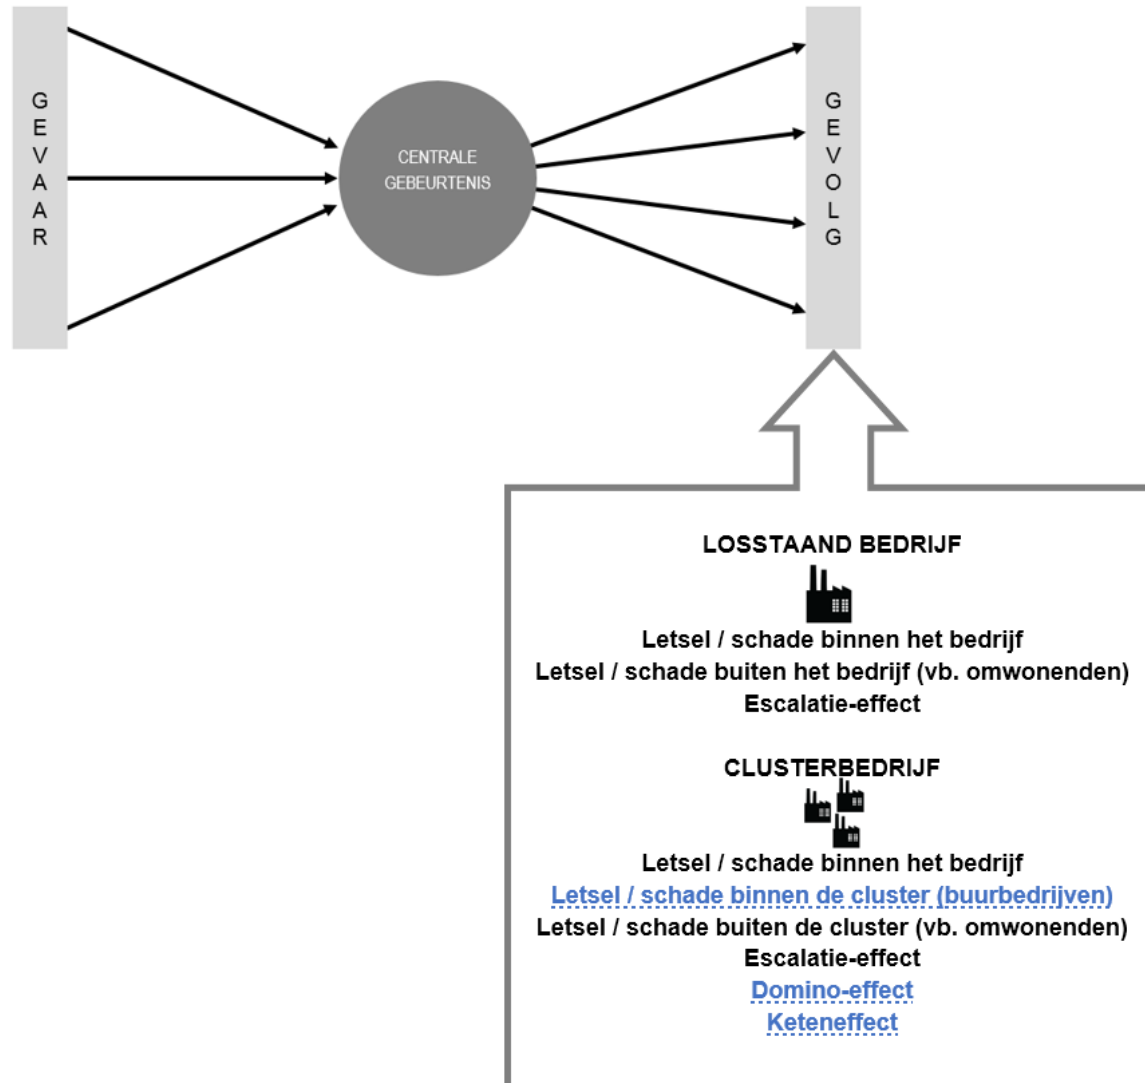 GEVAAR
CENTRALE
GEBEURTENIS
GEVOLG
LOSSTAAND BEDRIJF
Letsel / schade binnen het bedrijf
Letsel / schade buiten het bedrijf (vb. omwonenden)
Escalatie-effect
CLUSTERBEDRIJF
Letsel / schade binnen het bedrijf
Letsel / schade binnen de cluster (buurbedrijven)
Letsel / schade buiten de cluster (vb. omwonenden)
Escalatie-effect
Domino-effect
Keteneffect